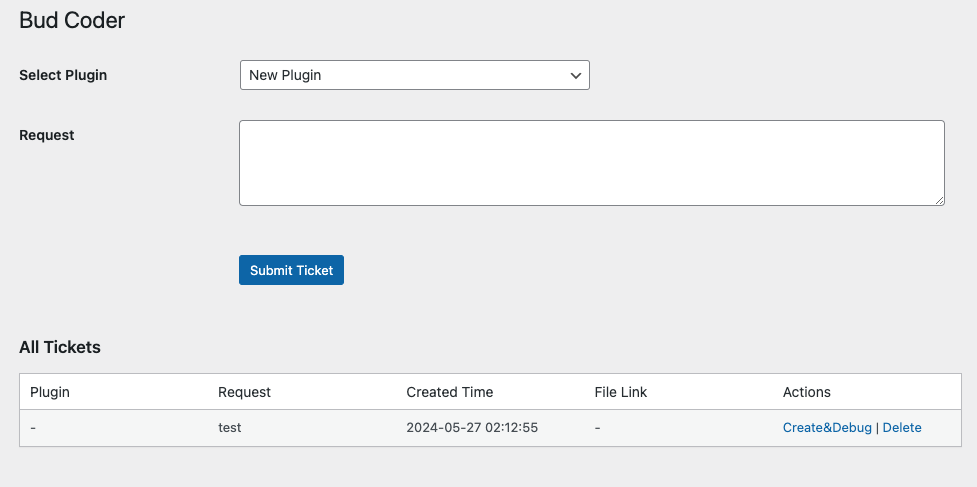 Bud Coder
Select Plugin New Plugin
Request
Submit Ticket
All Tickets
Plugin Request Created Time File Link Actions
- test 2024-05-27 02:12:55 - Create&Debug | Delete